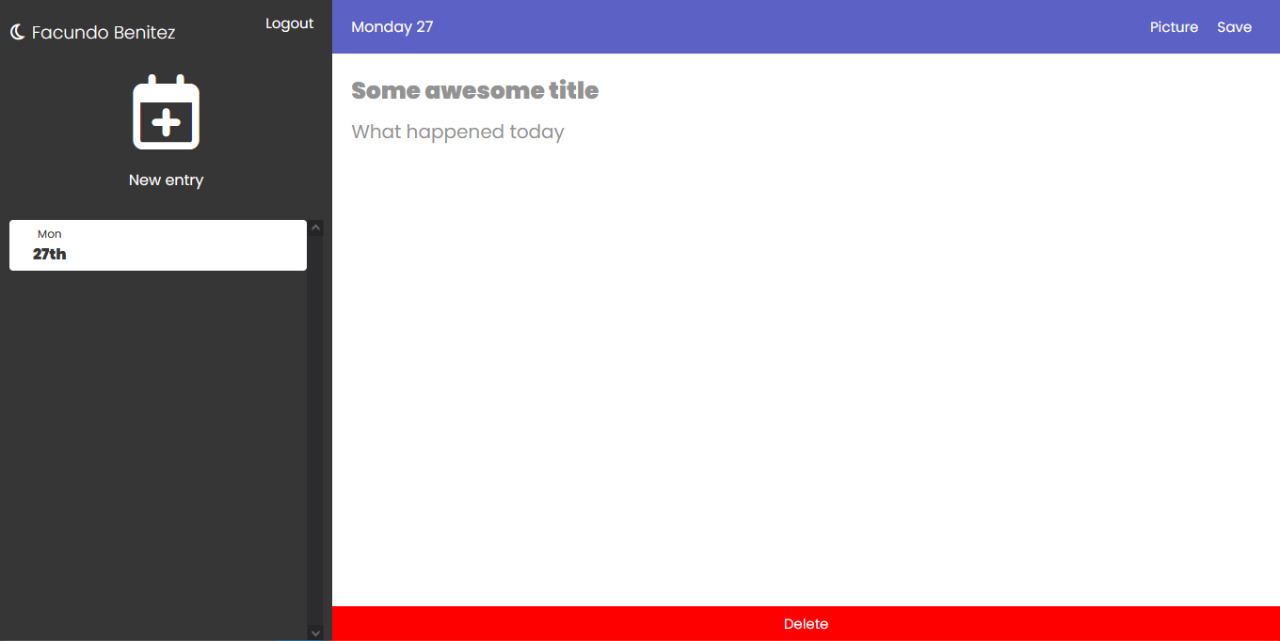 Facundo Benitez
Logout
New entry
Mon
27th
Monday 27
Picture
Save
Some awesome title
What happened today
Delete